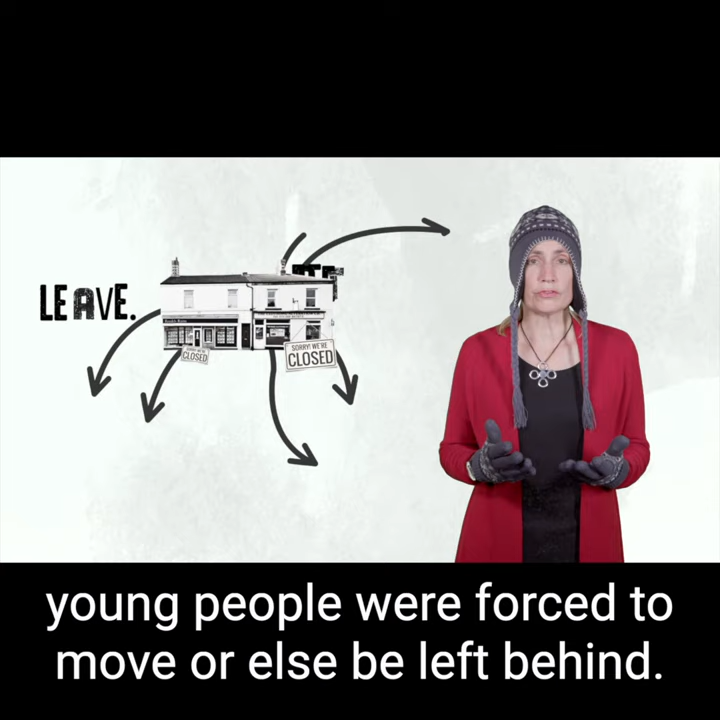 LEAVE.
CLOSED
SORRY! WE'RE
CLOSED
young people were forced to
move or else be left behind.